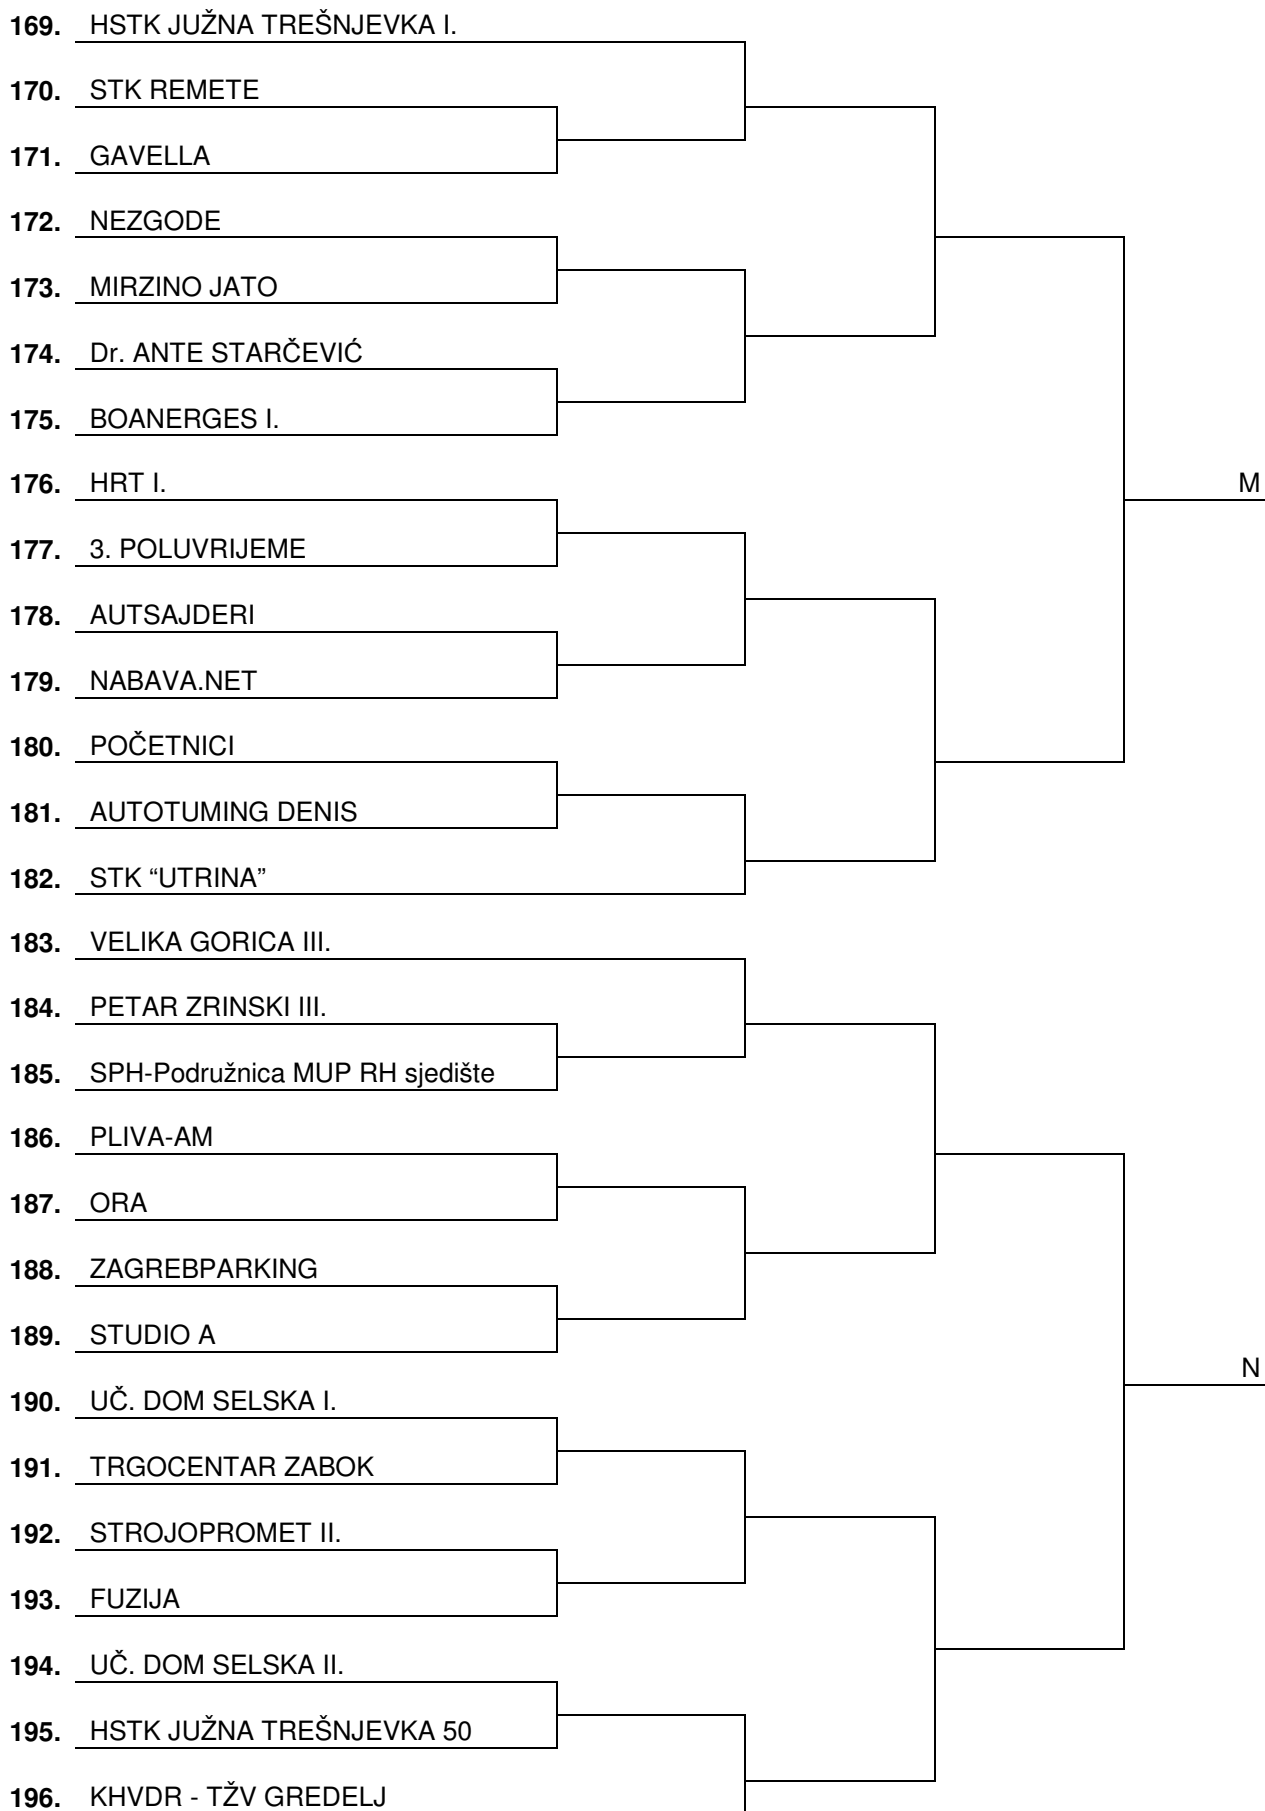 169. HSTK JUŽNA TREŠNJEVKA I.
170. STK REMETE
171. GAVELLA
172. NEZGODE
173. MIRZINO JATO
174. Dr. ANTE STARČEVIĆ
175. BOANERGES I.
176. HRT I.
M
177. 3. POLUVRIJEME
178. AUTSAJDERI
179. NABAVA.NET
180. POČETNICI
181. AUTOTUMING DENIS
182. STK “UTRINA”
183. VELIKA GORICA III.
184. PETAR ZRINSKI III.
185. SPH-Područnica MUP RH sjedište
186. PLIVA-AM
187. ORA
188. ZAGREBPARKING
189. STUDIO A
N
190. UČ. DOM SELSKA I.
191. TRGOCENTAR ZABOK
192. STROJOPROMET II.
193. FUZIJA
194. UČ. DOM SELSKA II.
195. HSTK JUŽNA TREŠNJEVKA 50
196. KHVDR - TŽV GREDELJ